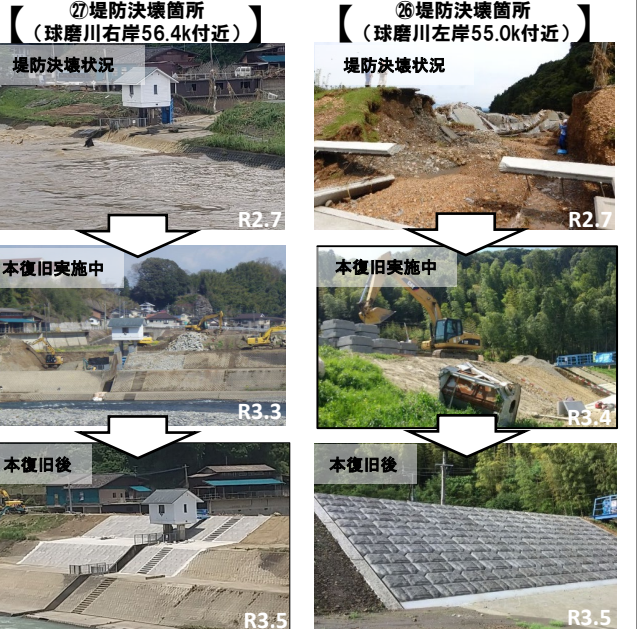 ㉗堤防決壊箇所
【（球磨川右岸56.4k付近）】
堤防決壊状況
R2.7
本復旧実施中
R3.3
本復旧後
R3.5
㉖堤防決壊箇所
【（球磨川左岸55.0k付近）】
堤防決壊状況
R2.7
本復旧実施中
R3.4
本復旧後
R3.5